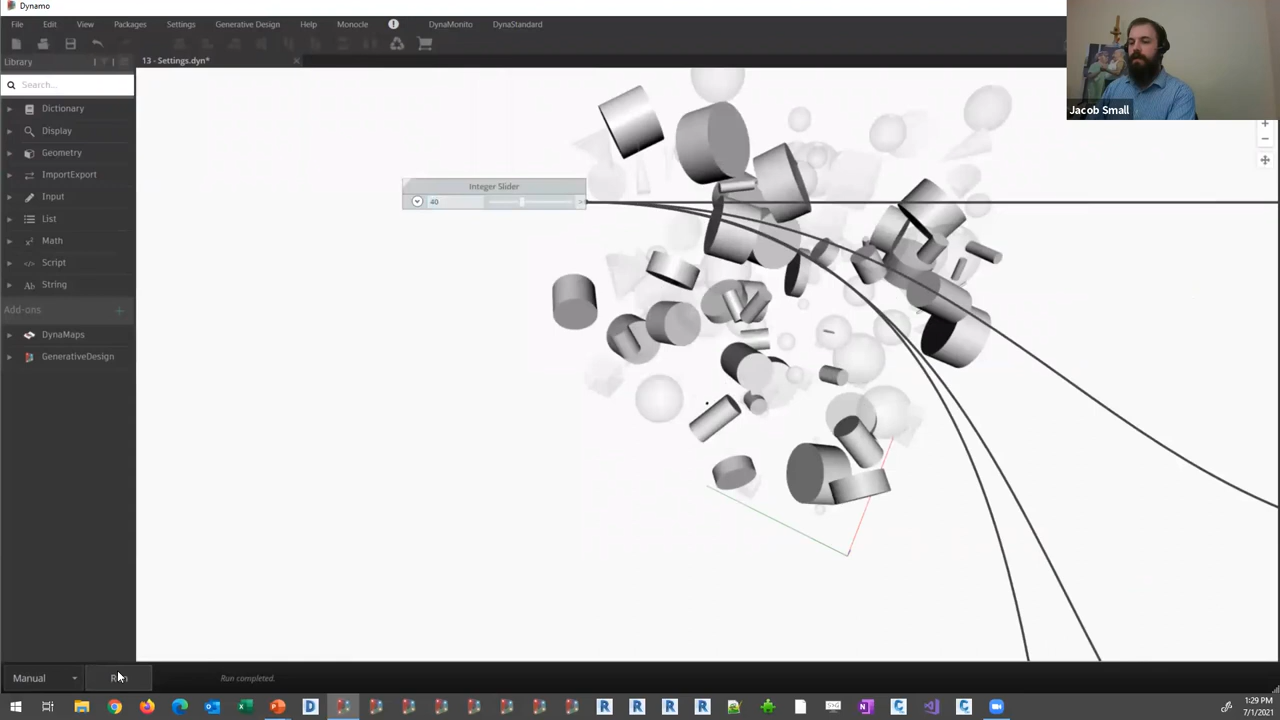 Dynamo
File Edit View Packages Settings Generative Design Help Monocle DynaMonito DynaStandard
Library
13 - Settings.dyn*
Search...
Dictionary
Display
Geometry
ImportExport
Input
List
Math
Script
String
Add-ons
DynaMaps
GenerativeDesign
Integer Slider
40
Jacob Small
Manual
Run
Run completed.
1:29 PM
7/1/2021